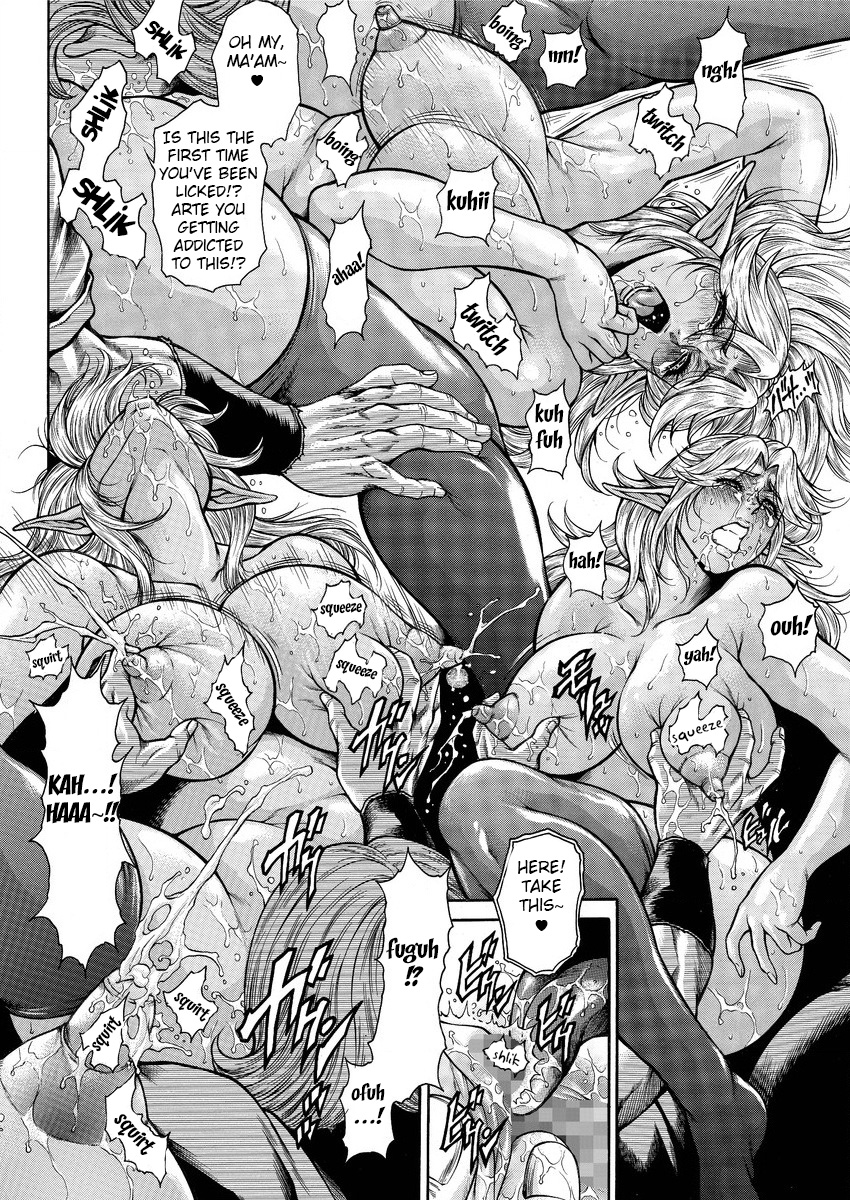 boing
mn!
ngh!
SHLIK
OH MY,
MA'AM~
♥
IS THIS THE
FIRST TIME
YOU'VE BEEN
LICKED!?
ARTE YOU
GETTING
ADDICTED
TO THIS!?
SHLIK
SHLIK
boing
twitch
kuhii
ahaa!
twitch
kuh
fuh
hah!
ouh!
yah!
squeeze
squeeze
squeeze
squeeze
squirt
KAH...!
HAAA~!!
HERE!
TAKE
THIS~
♥
fuguh
!?
ofuh
...!
shlik
squirt
squirt
squirt